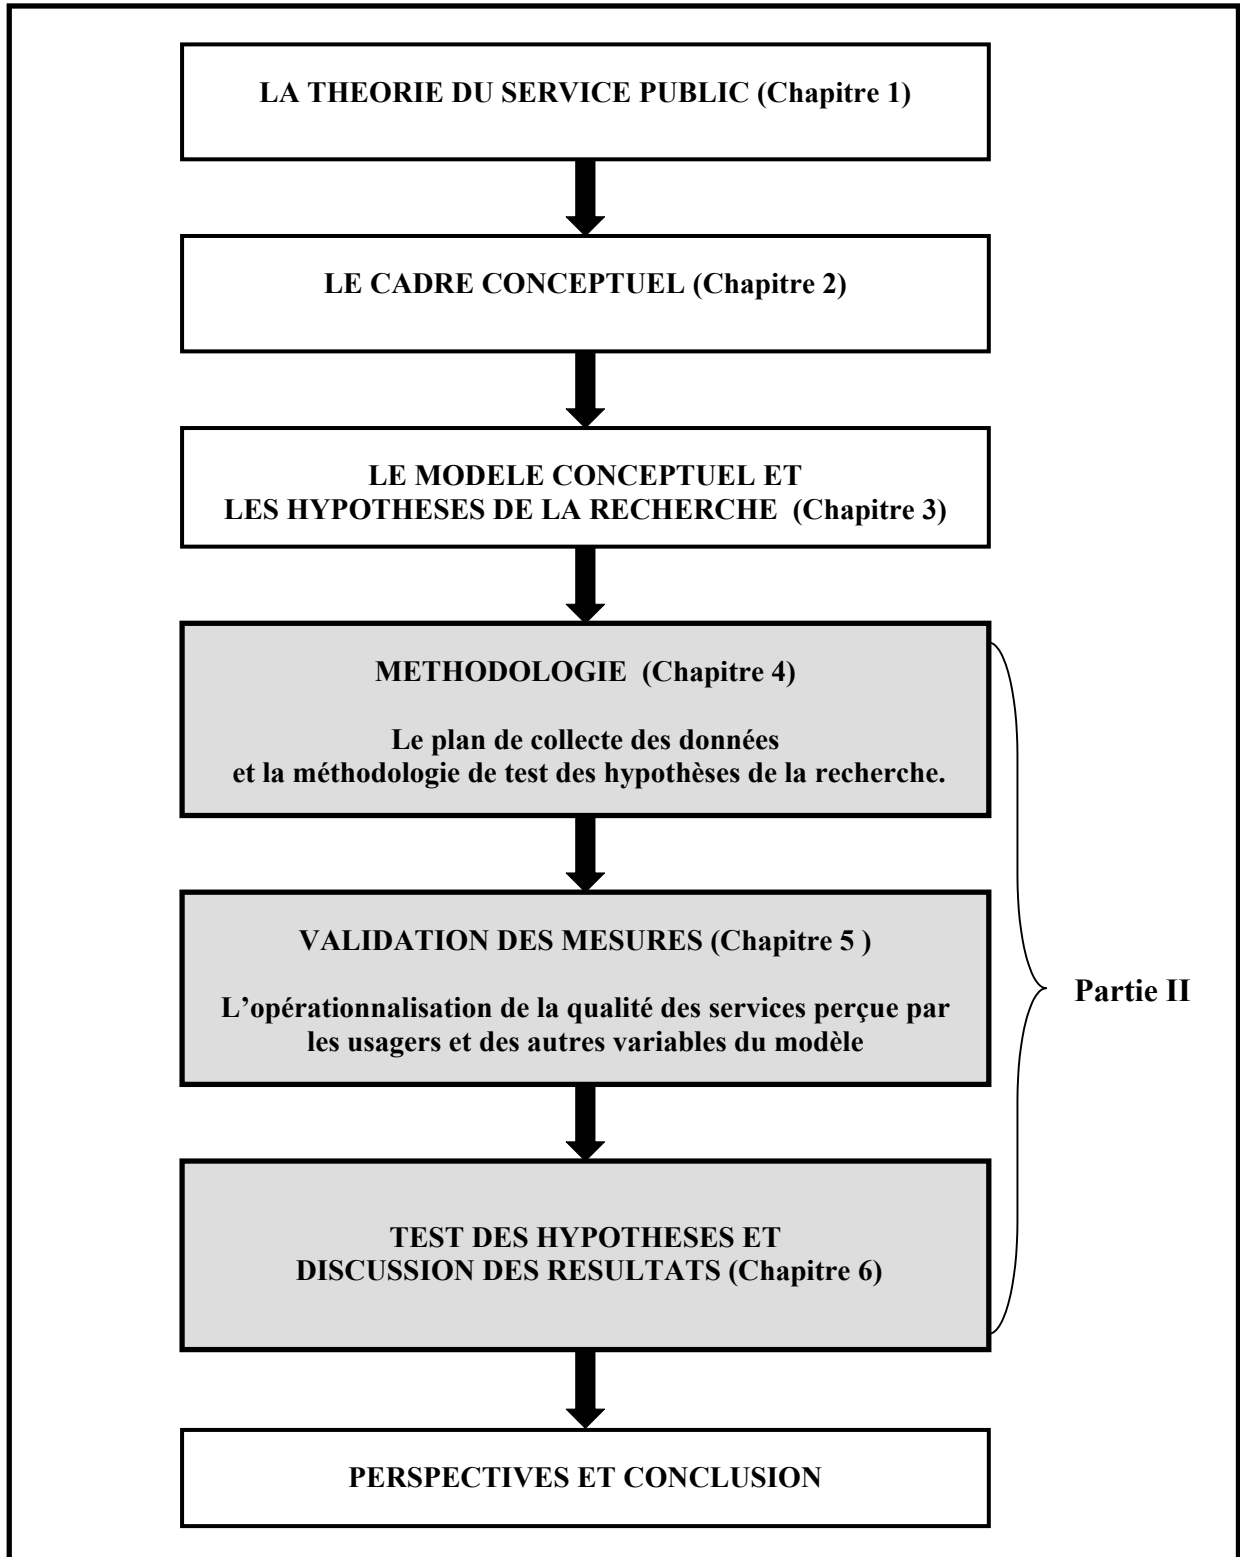 LA THEORIE DU SERVICE PUBLIC (Chapitre 1)
LE CADRE CONCEPTUEL (Chapitre 2)
LE MODELE CONCEPTUEL ET
LES HYPOTHESES DE LA RECHERCHE (Chapitre 3)
METHODOLOGIE (Chapitre 4)
Le plan de collecte des données
et la méthodologie de test des hypothèses de la recherche.
VALIDATION DES MESURES (Chapitre 5 )
L’opérationnalisation de la qualité des services perçue par
les usagers et des autres variables du modèle
Partie II
TEST DES HYPOTHESES ET
DISCUSSION DES RESULTATS (Chapitre 6)
PERSPECTIVES ET CONCLUSION